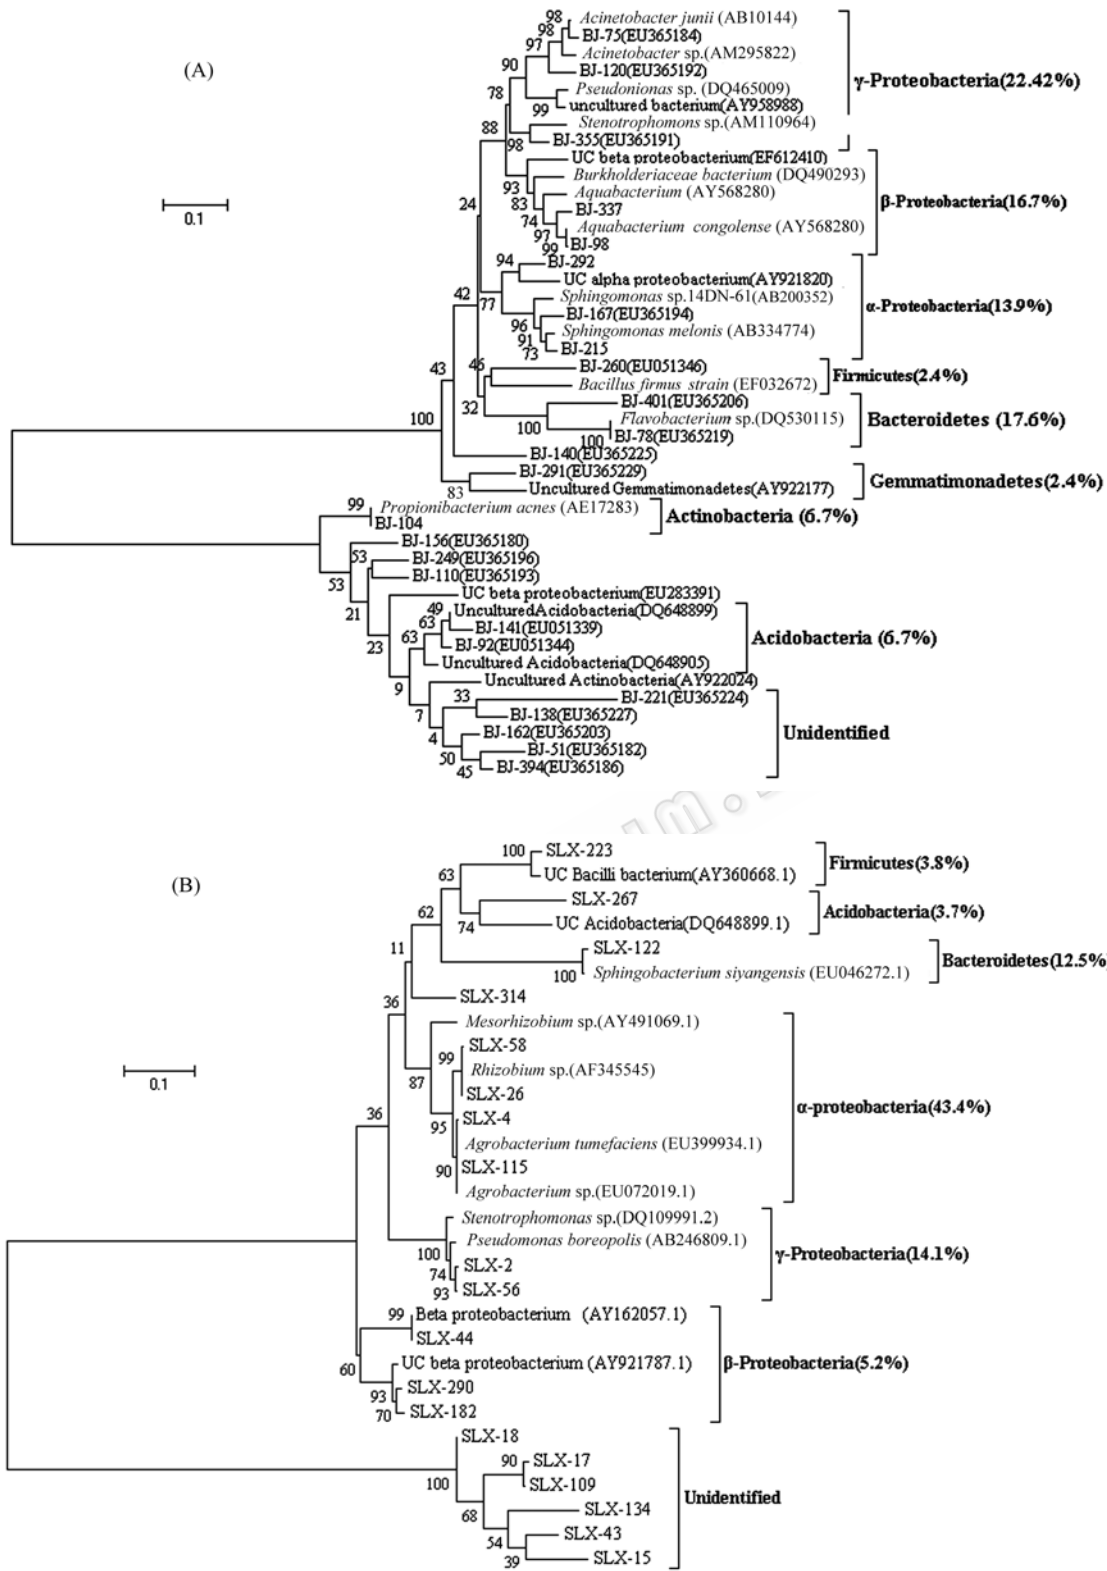 (A)
0.1
98
Acinetobacter junii (AB10144)
98
BJ-75(EU365184)
97
Acinetobacter sp.(AM295822)
90
BJ-120(EU365192)
γ-Proteobacteria(22.42%)
78
Pseudonionas sp. (DQ465009)
99
uncultured bacterium(AY958988)
88
Stenotrophomons sp.(AM110964)
98
BJ-355(EU365191)
UC beta proteobacterium(EF612410)
93
Burkholderiaceae bacterium (DQ490293)
83
Aquabacterium (AY568280)
β-Proteobacteria(16.7%)
24
74
BJ-337
97
Aquabacterium congolense (AY568280)
99
BJ-98
94
BJ-292
UC alpha proteobacterium(AY921820)
42
77
Sphingomonas sp.14DN-61(AB200352)
α-Proteobacteria(13.9%)
96
BJ-167(EU365194)
91
Sphingomonas melonis (AB334774)
73
BJ-215
43
46
BJ-260(EU051346)
Firmicutes(2.4%)
Bacillus firmus strain (EF032672)
32
BJ-401(EU365206)
100
100
Flavobacterium sp.(DQ530115)
Bacteroidetes (17.6%)
100
BJ-78(EU365219)
BJ-140(EU365225)
BJ-291(EU365229)
Gemmatimonadetes(2.4%)
83
Uncultured Gemmatimonadetes(AY922177)
99
Propionibacterium acnes (AE17283)
Actinobacteria (6.7%)
BJ-104
BJ-156(EU365180)
53
BJ-249(EU365196)
53
BJ-110(EU365193)
21
UC beta proteobacterium(EU283391)
49
UnculturedAcidobacteria(DQ648899)
63
BJ-141(EU051339)
Acidobacteria (6.7%)
23
63
BJ-92(EU051344)
Uncultured Acidobacteria(DQ648905)
9
Uncultured Actinobacteria(AY922024)
33
BJ-221(EU365224)
7
BJ-138(EU365227)
4
BJ-162(EU365203)
Unidentified
50
BJ-51(EU365182)
45
BJ-394(EU365186)
(B)
0.1
100
SLX-223
Firmicutes(3.8%)
63
UC Bacilli bacterium(AY360668.1)
SLX-267
Acidobacteria(3.7%)
62
74
UC Acidobacteria(DQ648899.1)
11
SLX-122
Bacteroidetes(12.5%)
100
Sphingobacterium siyangensis (EU046272.1)
36
SLX-314
Mesorhizobium sp.(AY491069.1)
99
SLX-58
87
Rhizobium sp.(AF345545)
SLX-26
α-proteobacteria(43.4%)
36
95
SLX-4
Agrobacterium tumefaciens (EU399934.1)
90
SLX-115
Agrobacterium sp.(EU072019.1)
Stenotrophomonas sp.(DQ109991.2)
100
Pseudomonas boreopolis (AB246809.1)
γ-Proteobacteria(14.1%)
74
SLX-2
93
SLX-56
99
Beta proteobacterium (AY162057.1)
SLX-44
60
UC beta proteobacterium (AY921787.1)
β-Proteobacteria(5.2%)
93
SLX-290
70
SLX-182
SLX-18
100
90
SLX-17
SLX-109
Unidentified
68
SLX-134
54
SLX-43
39
SLX-15